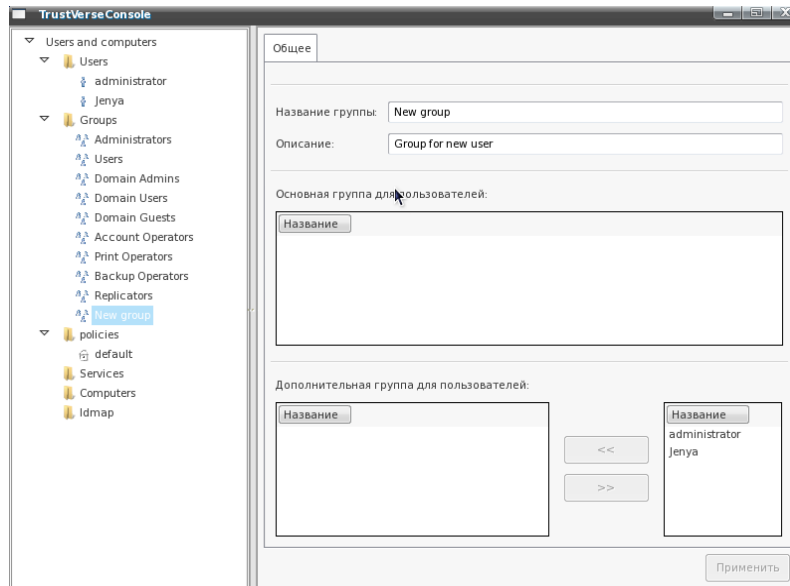 TrustVerseConsole
Users and computers
Users
administrator
Jenya
Groups
Administrators
Users
Domain Admins
Domain Users
Domain Guests
Account Operators
Print Operators
Backup Operators
Replicators
New group
policies
default
Services
Computers
Idmap
Общее
Название группы: New group
Описание: Group for new user
Основная группа для пользователей:
Название
Дополнительная группа для пользователей:
Название
<<
>>
Название
administrator
Jenya
Применить